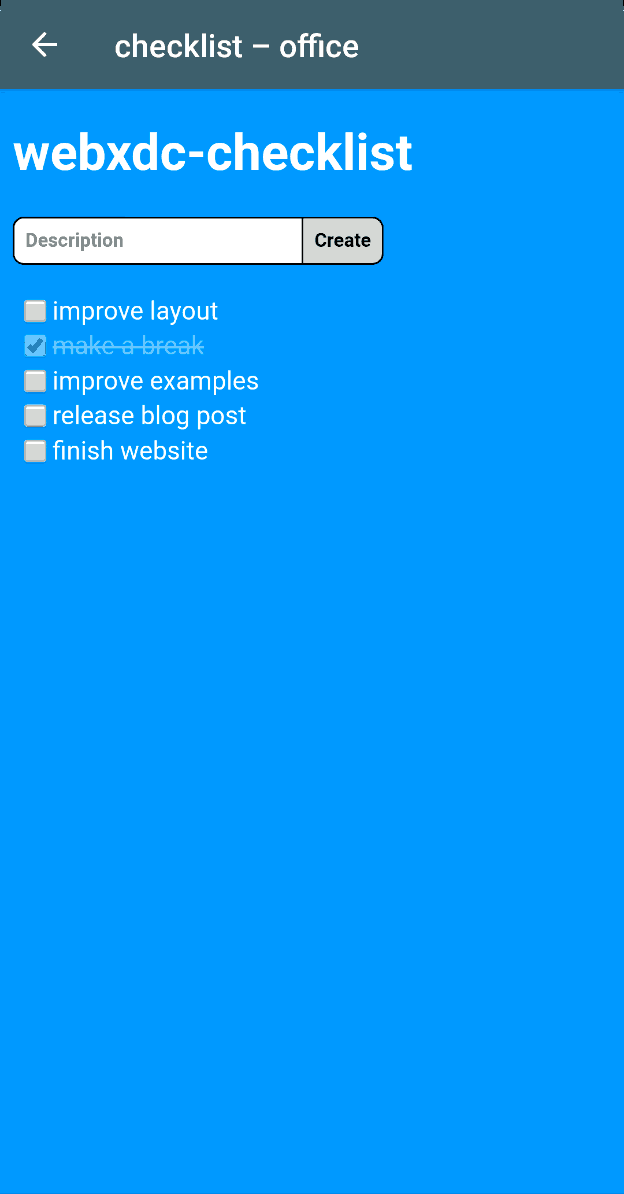 checklist – office
webxdc-checklist
Description Create
improve layout
make a break
improve examples
release blog post
finish website